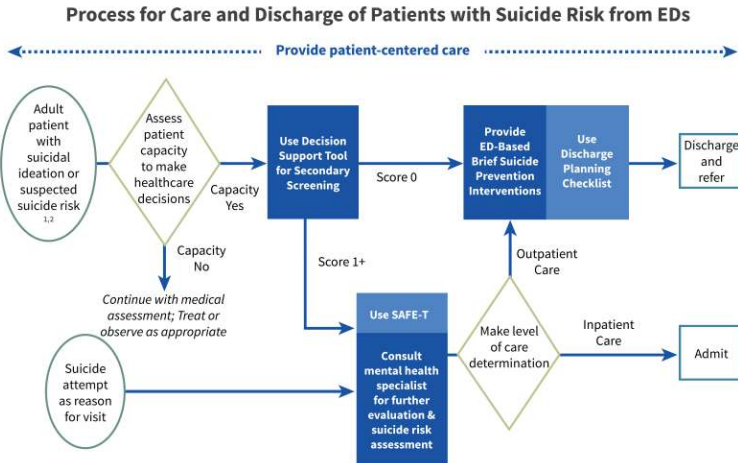 Process for Care and Discharge of Patients with Suicide Risk from EDs
Provide patient-centered care
Adult
patient
with
suicidal
ideation or
suspected
suicide risk
1,2
Assess
patient
capacity
to make
healthcare
decisions
Capacity
Yes
Capacity
No
Continue with medical
assessment; Treat or
observe as appropriate
Use Decision
Support Tool
for Secondary
Screening
Score 0
Score 1+
Provide
ED-Based
Brief Suicide
Prevention
Interventions
Use
Discharge
Planning
Checklist
Discharge
and
refer
Outpatient
Care
Suicide
attempt
as reason
for visit
Use SAFE-T
Consult
mental health
specialist
for further
evaluation &
suicide risk
assessment
Make level
of care
determination
Inpatient
Care
Admit